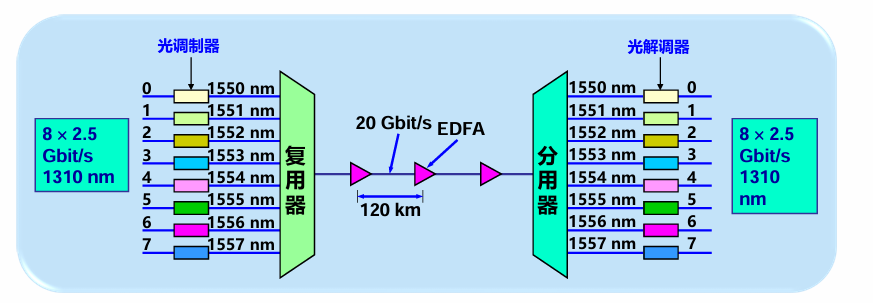 光调制器
光解调器
8 × 2.5
Gbit/s
1310 nm
0
1
2
3
4
5
6
7
1550 nm
1551 nm
1552 nm
1553 nm
1554 nm
1555 nm
1556 nm
1557 nm
复用器
20 Gbit/s
EDFA
120 km
分用器
1550 nm
1551 nm
1552 nm
1553 nm
1554 nm
1555 nm
1556 nm
1557 nm
0
1
2
3
4
5
6
7
8 × 2.5
Gbit/s
1310
nm